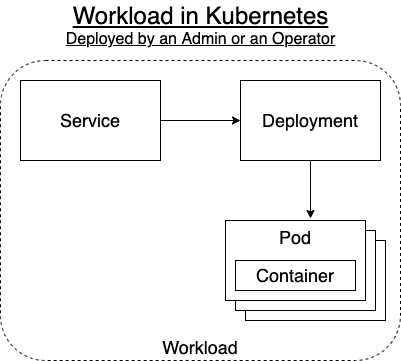 Workload in Kubernetes
Deployed by an Admin or an Operator
Service
Deployment
Pod
Container
Workload